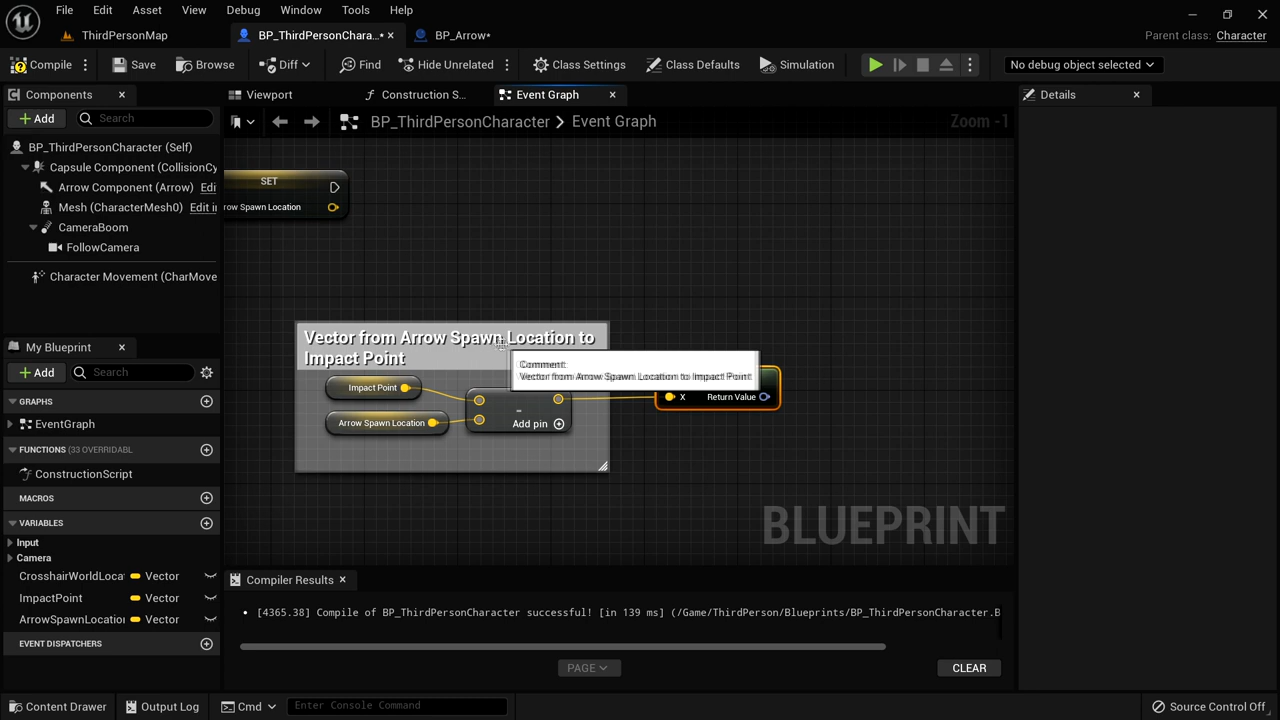 File Edit Asset View Debug Window Tools Help
ThirdPersonMap
BP_ThirdPersonChara...*
BP_Arrow*
Parent class: Character
Compile
Save
Browse
Diff
Find
Hide Unrelated
Class Settings
Class Defaults
Simulation
No debug object selected
Components
Viewport
Construction S...
Event Graph
Details
Add
Search
BP_ThirdPersonCharacter > Event Graph
Zoom -1
BP_ThirdPersonCharacter (Self)
Capsule Component (CollisionCy
Arrow Component (Arrow) Edi
Mesh (CharacterMesh0) Edit i
CameraBoom
FollowCamera
Character Movement (CharMove
SET
row Spawn Location
Vector from Arrow Spawn Location to
Impact Point
Comment:
Vector from Arrow Spawn Location to Impact Point
Impact Point
Arrow Spawn Location
-
Add pin
X
Return Value
BLUEPRINT
My Blueprint
Add
Search
GRAPHS
EventGraph
FUNCTIONS (33 OVERRIDABL
ConstructionScript
MACROS
VARIABLES
Input
Camera
CrosshairWorldLoca Vector
ImpactPoint Vector
ArrowSpawnLocation Vector
EVENT DISPATCHERS
Compiler Results
[4365.38] Compile of BP_ThirdPersonCharacter successful! [in 139 ms] (/Game/ThirdPerson/Blueprints/BP_ThirdPersonCharacter.B
PAGE
CLEAR
Content Drawer
Output Log
Cmd
Enter Console Command
Source Control Off